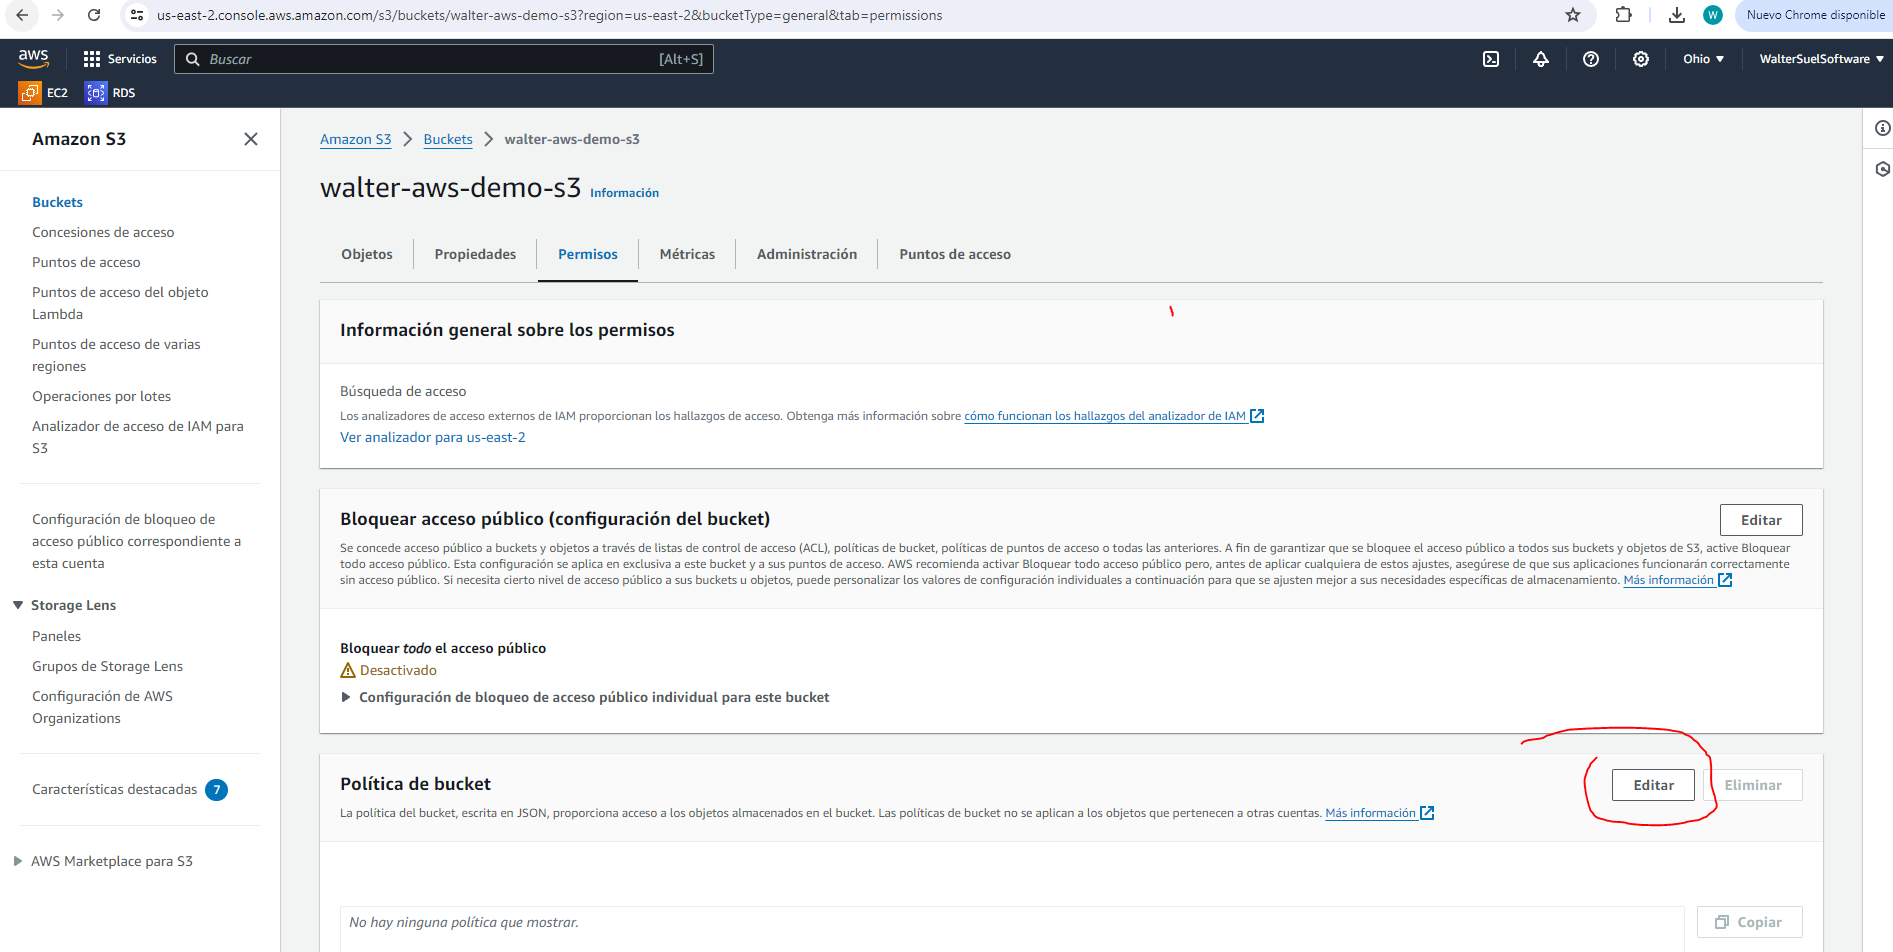 us-east-2.console.aws.amazon.com/s3/buckets/walter-aws-demo-s3?region=us-east-2&bucketType=general&tab=permissions
W
Nuevo Chrome disponible
aws
Servicios
Buscar
[Alt+S]
Ohio
WalterSuelSoftware
EC2
RDS
Amazon S3
Buckets
Concesiones de acceso
Puntos de acceso
Puntos de acceso del objeto
Lambda
Puntos de acceso de varias
regiones
Operaciones por lotes
Analizador de acceso de IAM para
S3
Configuración de bloqueo de
acceso público correspondiente a
esta cuenta
Storage Lens
Paneles
Grupos de Storage Lens
Configuración de AWS
Organizations
Características destacadas 7
AWS Marketplace para S3
Amazon S3 > Buckets > walter-aws-demo-s3
walter-aws-demo-s3 Información
Objetos
Propiedades
Permisos
Métricas
Administración
Puntos de acceso
Información general sobre los permisos
Búsqueda de acceso
Los analizadores de acceso externos de IAM proporcionan los hallazgos de acceso. Obtenga más información sobre cómo funcionan los hallazgos del analizador de IAM
Ver analizador para us-east-2
Bloquear acceso público (configuración del bucket)
Editar
Se concede acceso público a buckets y objetos a través de listas de control de acceso (ACL), políticas de bucket, políticas de puntos de acceso o todas las anteriores. A fin de garantizar que se bloquee el acceso público a todos sus buckets y objetos de S3, active Bloquear
todo acceso público. Esta configuración se aplica en exclusiva a este bucket y a sus puntos de acceso. AWS recomienda activar Bloquear todo acceso público pero, antes de aplicar cualquiera de estos ajustes, asegúrese de que sus aplicaciones funcionarán correctamente
sin acceso público. Si necesita cierto nivel de acceso público a sus buckets u objetos, puede personalizar los valores de configuración individuales a continuación para que se ajusten mejor a sus necesidades específicas de almacenamiento. Más información
Bloquear todo el acceso público
Desactivado
Configuración de bloqueo de acceso público individual para este bucket
Política de bucket
Editar
Eliminar
La política del bucket, escrita en JSON, proporciona acceso a los objetos almacenados en el bucket. Las políticas de bucket no se aplican a los objetos que pertenecen a otras cuentas. Más información
No hay ninguna política que mostrar.
Copiar